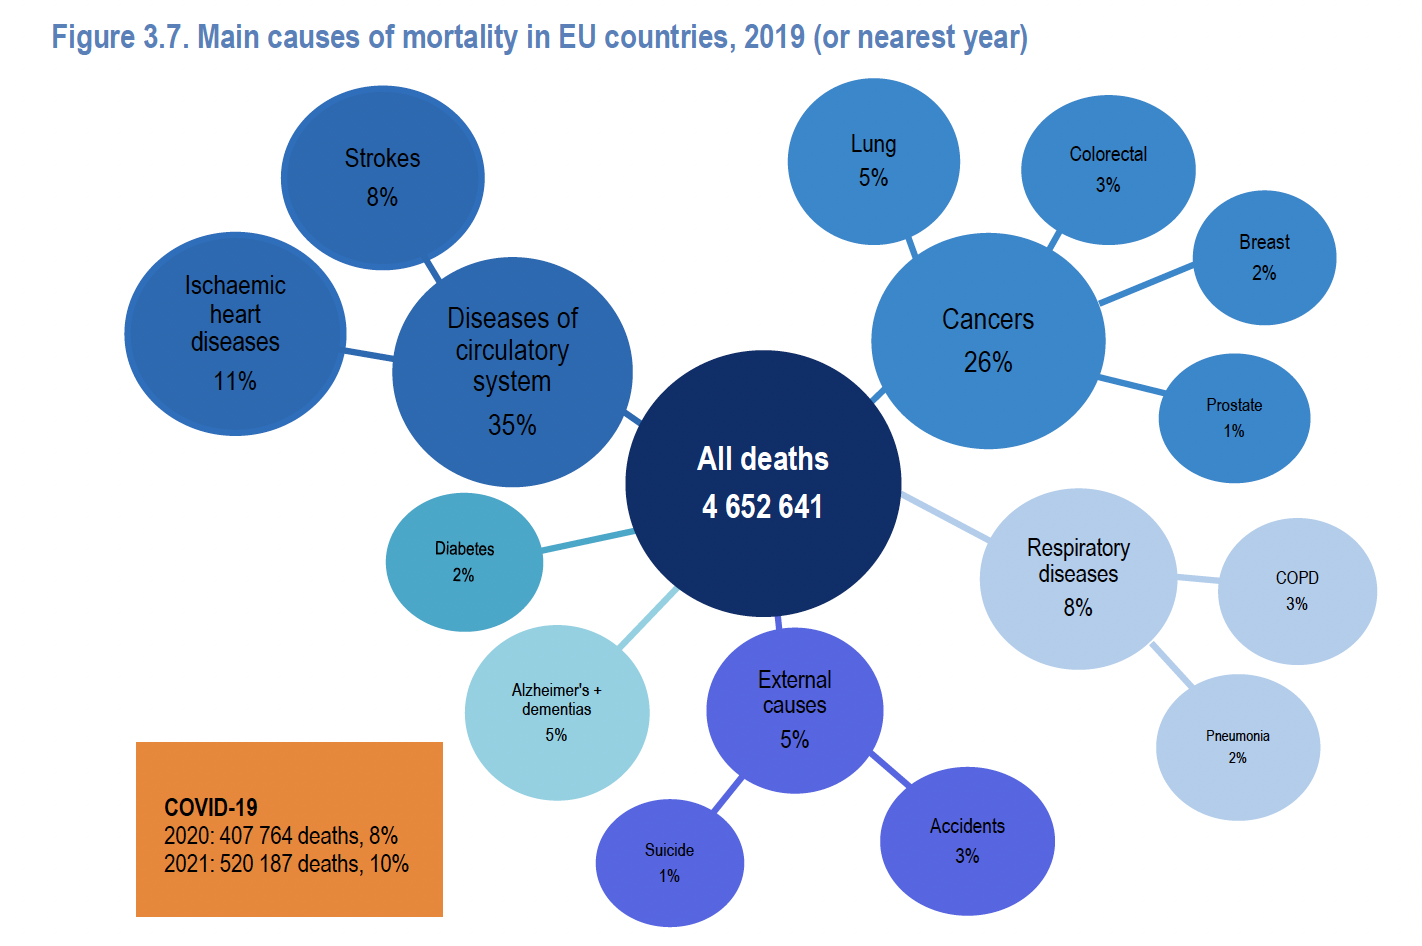 Figure 3.7. Main causes of mortality in EU countries, 2019 (or nearest year)
Strokes
8%
Ischaemic
heart
diseases
11%
Diseases of
circulatory
system
35%
Lung
5%
Colorectal
3%
Breast
2%
Cancers
26%
Prostate
1%
All deaths
4 652 641
Diabetes
2%
Respiratory
diseases
8%
COPD
3%
Pneumonia
2%
Alzheimer's +
dementias
5%
External
causes
5%
Suicide
1%
Accidents
3%
COVID-19
2020: 407 764 deaths, 8%
2021: 520 187 deaths, 10%